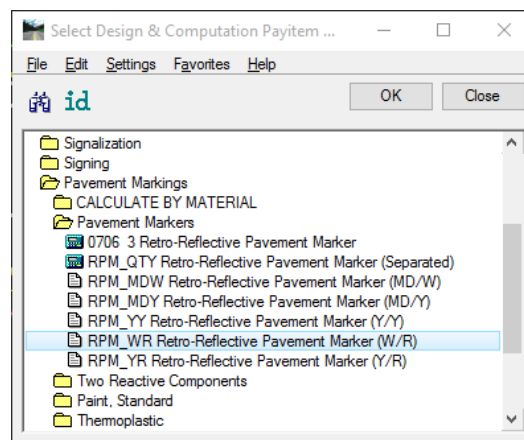 Select Design & Computation Payitem ...
File Edit Settings Favorites Help
id OK Close
Signalization
Signing
Pavement Markings
CALCULATE BY MATERIAL
Pavement Markers
0706 3 Retro-Reflective Pavement Marker
RPM_QTY Retro-Reflective Pavement Marker (Separated)
RPM_MDW Retro-Reflective Pavement Marker (MD/W)
RPM_MDY Retro-Reflective Pavement Marker (MD/Y)
RPM_YY Retro-Reflective Pavement Marker (Y/Y)
RPM_WR Retro-Reflective Pavement Marker (W/R)
RPM_YR Retro-Reflective Pavement Marker (Y/R)
Two Reactive Components
Paint, Standard
Thermoplastic